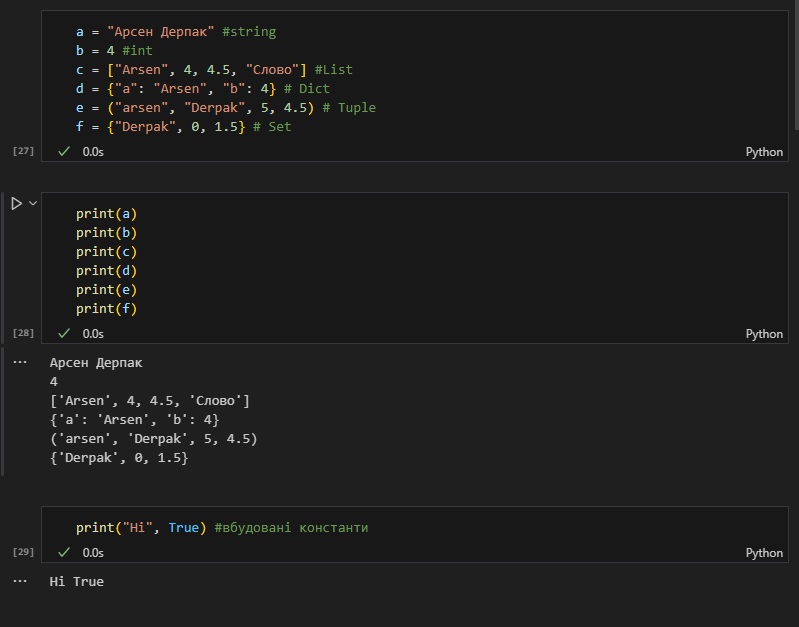 a = "Арсен Дерпак" #string
b = 4 #int
c = ["Arsen", 4, 4.5, "Слово"] #List
d = {"a": "Arsen", "b": 4} # Dict
e = ("arsen", "Derpak", 5, 4.5) # Tuple
f = {"Derpak", 0, 1.5} # Set
[27] 0.0s Python
print(a)
print(b)
print(c)
print(d)
print(e)
print(f)
[28] 0.0s Python
Арсен Дерпак
4
['Arsen', 4, 4.5, 'Слово']
{'a': 'Arsen', 'b': 4}
('arsen', 'Derpak', 5, 4.5)
{'Derpak', 0, 1.5}
print("Hi", True) #вбудовані константи
[29] 0.0s Python
Hi True